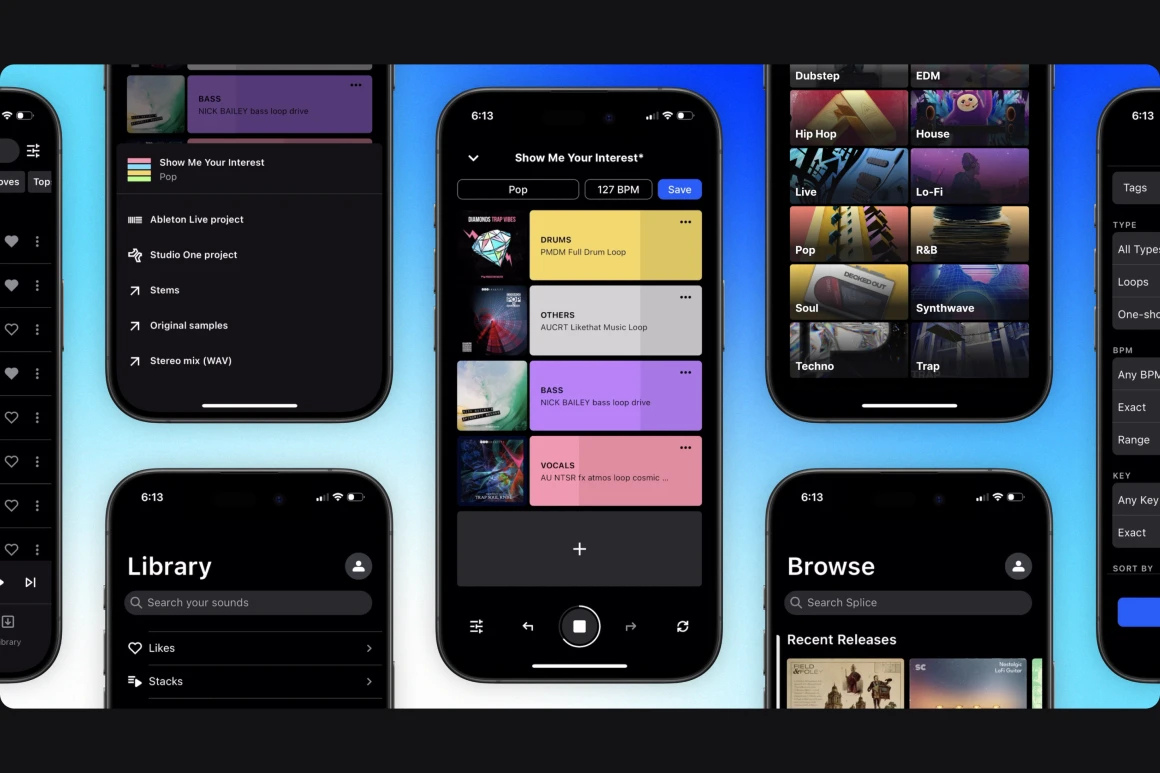 oves
Top
brary
BASS
NICK BAILEY bass loop drive
Show Me Your Interest
Pop
Ableton Live project
Studio One project
Stems
Original samples
Stereo mix (WAV)
6:13
Library
Search your sounds
Likes
Stacks
6:13
Show Me Your Interest*
Pop
127 BPM
Save
DIAMONDS TRAP VIBES
DRUMS
PMDM Full Drum Loop
OTHERS
AUCRT Likethat Music Loop
BASS
NICK BAILEY bass loop drive
VOCALS
AU NTSR fx atmos loop cosmic ...
Dubstep
EDM
Hip Hop
House
Live
Lo-Fi
Pop
R&B
DECKED OUT
Soul
Synthwave
Techno
Trap
6:13
Browse
Search Splice
Recent Releases
FIELD
&POLE
SC
Nostalgic
LoFi Guitar
6:13
Tags
TYPE
All Types
Loops
One-sho
BPM
Any BPM
Exact
Range
KEY
Any Key
Exact
SORT BY